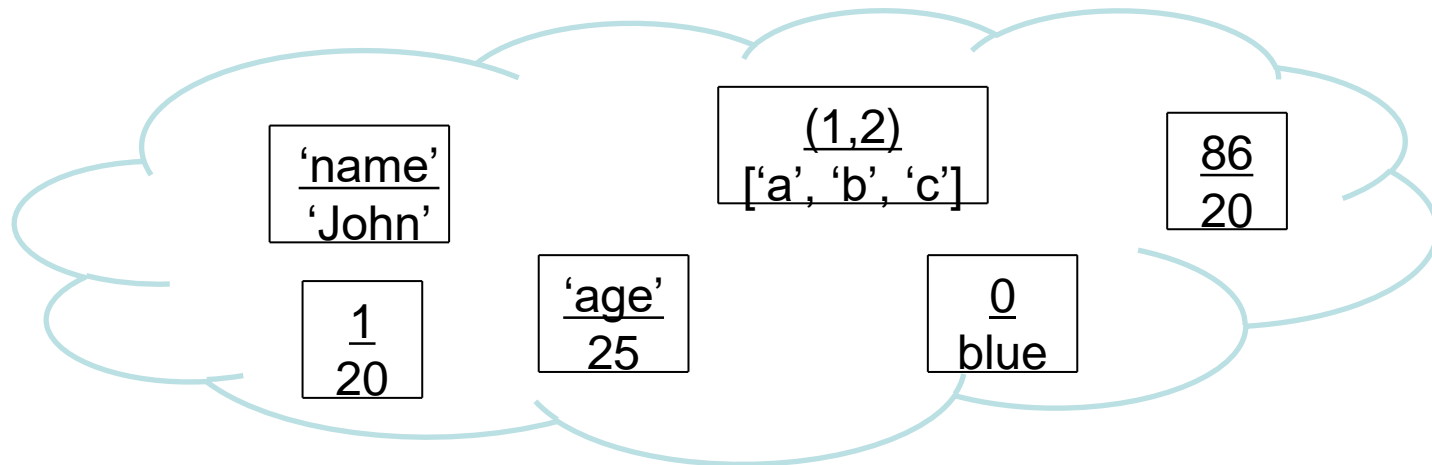 ‘name’
‘John’
(1,2)
[‘a’, ‘b’, ‘c’]
86
20
1
20
‘age’
25
0
blue